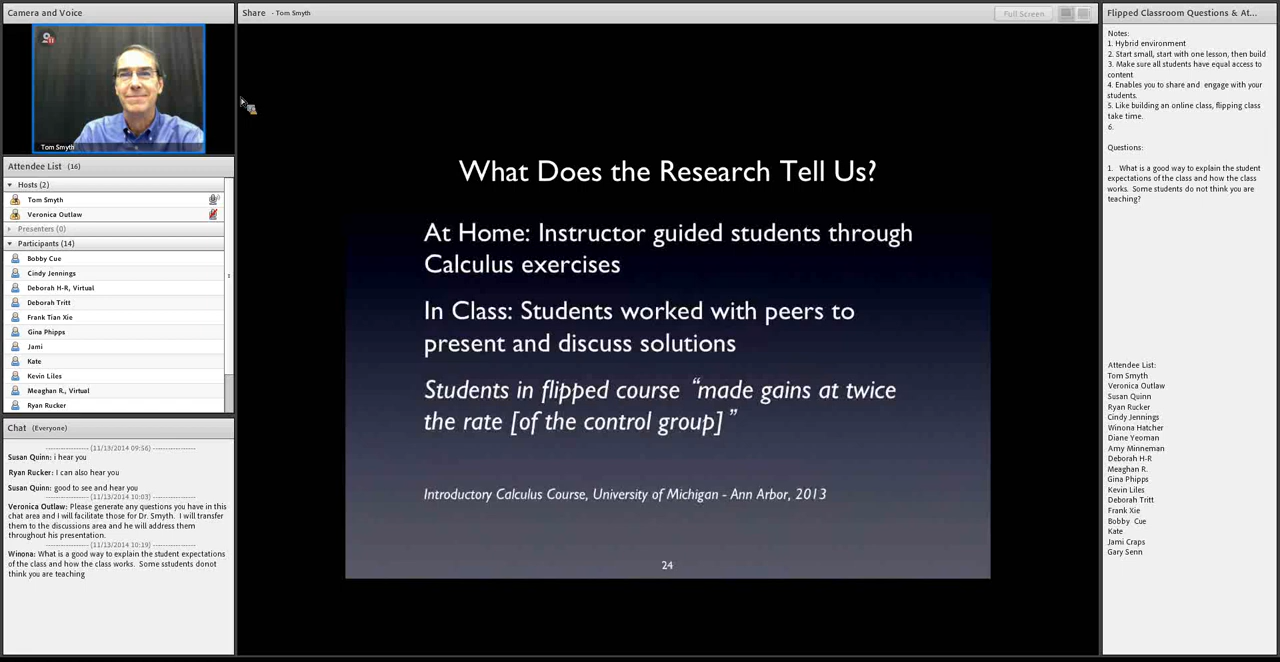 Camera and Voice
Tom Smyth
Attendee List (16)
Hosts (2)
Tom Smyth
Veronica Outlaw
Presenters (0)
Participants (14)
Bobby Cue
Cindy Jennings
Deborah H-R, Virtual
Deborah Tritt
Frank Tian Xie
Gina Phipps
Jami
Kate
Kevin Liles
Meaghan R., Virtual
Ryan Rucker
Chat (Everyone)
------------------ (11/13/2014 09:56) ------------------
Susan Quinn: i hear you
Ryan Rucker: I can also hear you
Susan Quinn: good to see and hear you
------------------ (11/13/2014 10:03) ------------------
Veronica Outlaw: Please generate any questions you have in this
chat area and I will facilitate those for Dr. Smyth. I will transfer
them to the discussions area and he will address them
throughout his presentation.
------------------ (11/13/2014 10:19) ------------------
Winona: What is a good way to explain the student expectations
of the class and how the class works. Some sstudents donot
think you are teaching
Share - Tom Smyth
Full Screen
What Does the Research Tell Us?
At Home: Instructor guided students through
Calculus exercises
In Class: Students worked with peers to
present and discuss solutions
Students in flipped course “made gains at twice
the rate [of the control group]”
Introductory Calculus Course, University of Michigan - Ann Arbor, 2013
24
Flipped Classroom Questions & At...
Notes:
1. Hybrid environment
2. Start small, start with one lesson, then build
3. Make sure all students have equal access to
content
4. Enables you to share and engage with your
students.
5. Like building an online class, flipping class
take time.
6.
Questions:
1. What is a good way to explain the student
expectations of the class and how the class
works. Some students do not think you are
teaching?
Attendee List:
Tom Smyth
Veronica Outlaw
Susan Quinn
Ryan Rucker
Cindy Jennings
Winona Hatcher
Diane Yeoman
Amy Minneman
Deborah H-R
Meaghan R.
Gina Phipps
Kevin Liles
Deborah Tritt
Frank Xie
Bobby Cue
Kate
Jami Craps
Gary Senn